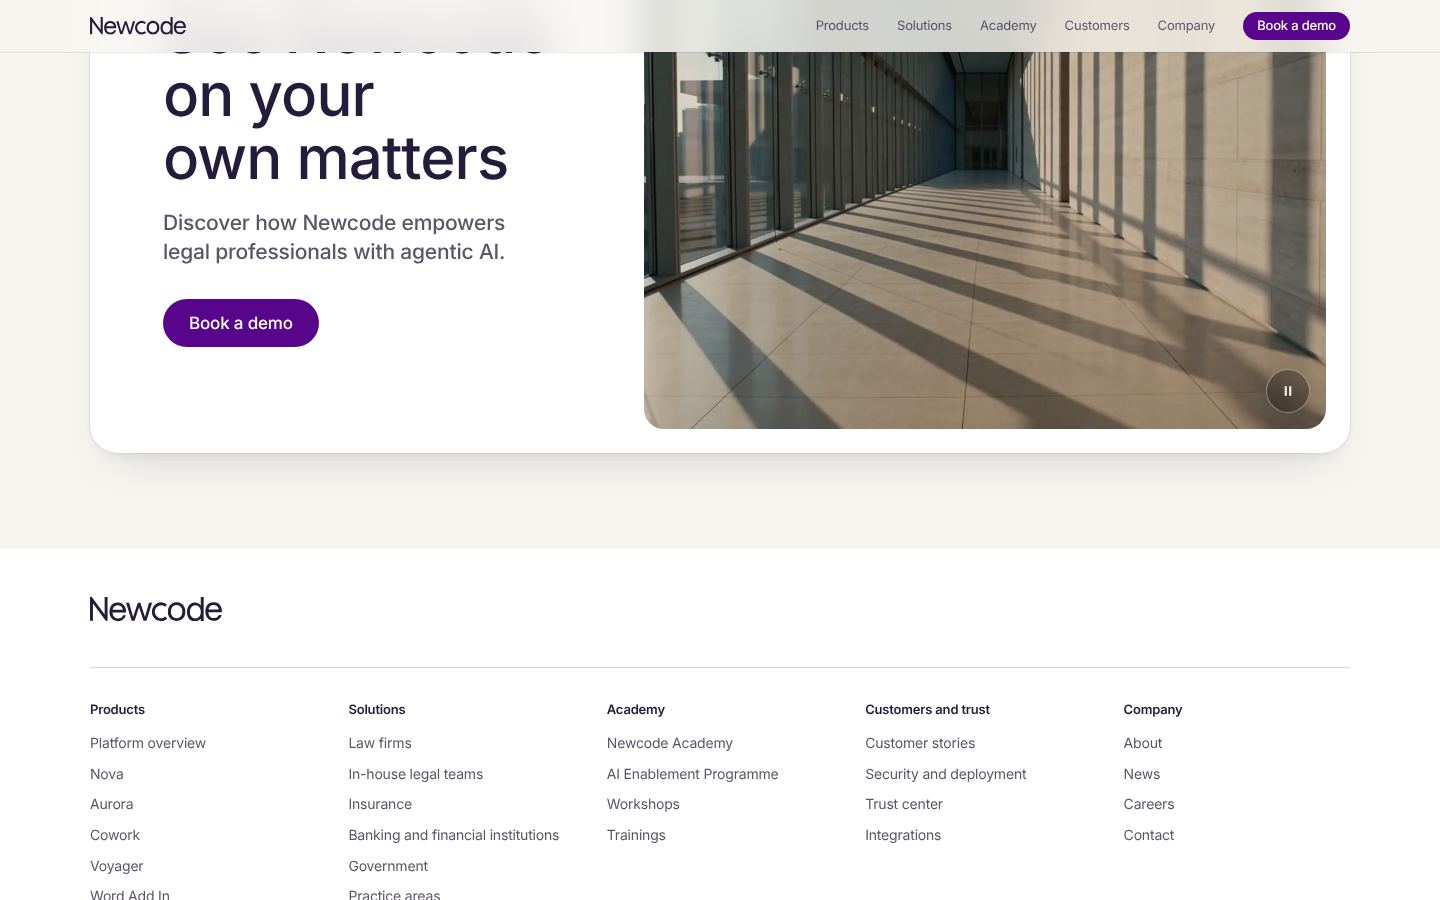 Newcode
Products
Solutions
Academy
Customers
Company
Book a demo
on your
own matters
Discover how Newcode empowers
legal professionals with agentic AI.
Book a demo
Newcode
Products
Platform overview
Nova
Aurora
Cowork
Voyager
Word Add In
Solutions
Law firms
In-house legal teams
Insurance
Banking and financial institutions
Government
Practice areas
Academy
Newcode Academy
AI Enablement Programme
Workshops
Trainings
Customers and trust
Customer stories
Security and deployment
Trust center
Integrations
Company
About
News
Careers
Contact